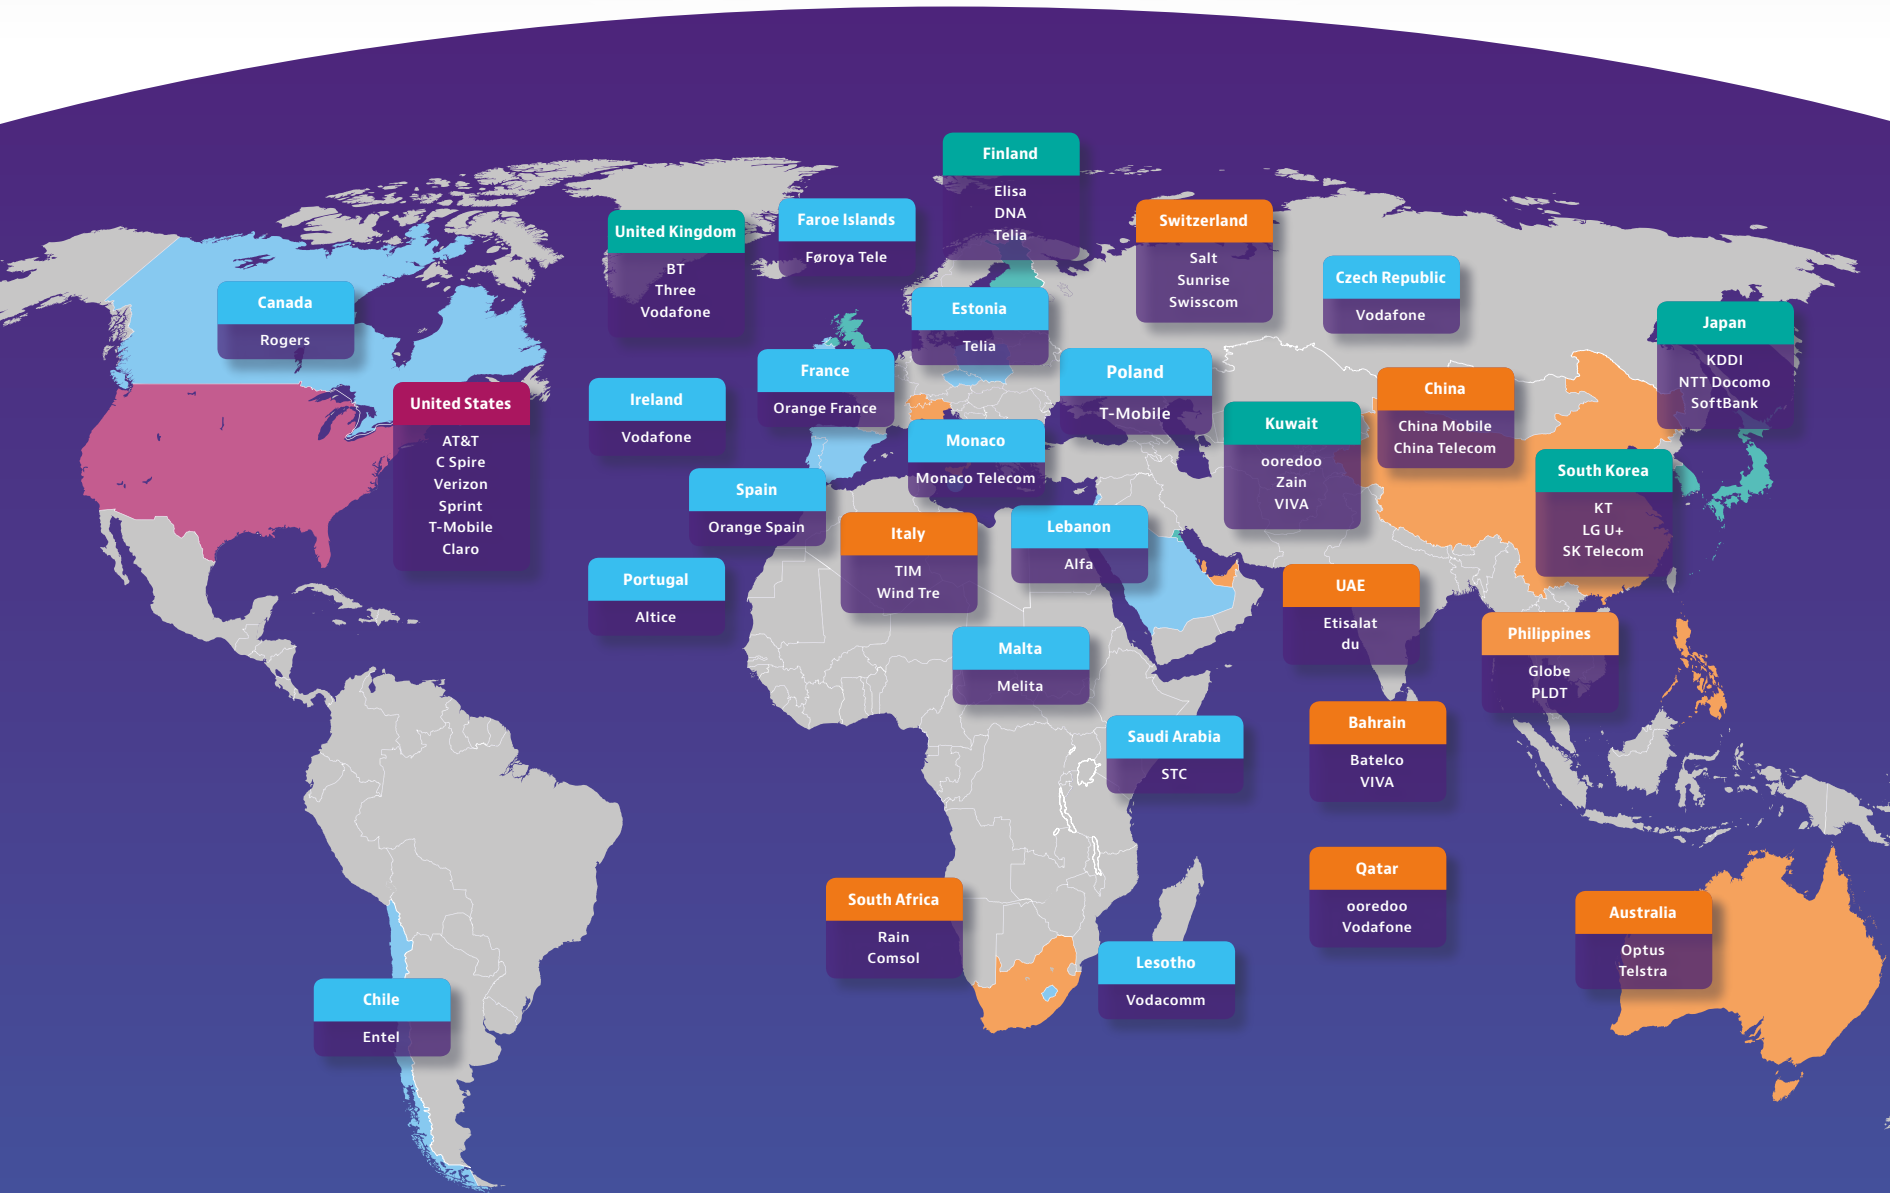 Finland
Elisa
DNA
Telia
United Kingdom
BT
Three
Vodafone
Faroe Islands
Føroya Tele
Switzerland
Salt
Sunrise
Swisscom
Czech Republic
Vodafone
Canada
Rogers
Estonia
Telia
Japan
KDDI
NTT Docomo
SoftBank
France
Orange France
Poland
T-Mobile
China
China Mobile
China Telecom
United States
AT&T
C Spire
Verizon
Sprint
T-Mobile
Claro
Ireland
Vodafone
Kuwait
ooredoo
Zain
VIVA
Monaco
Monaco Telecom
South Korea
KT
LG U+
SK Telecom
Spain
Orange Spain
Italy
TIM
Wind Tre
Lebanon
Alfa
Portugal
Altice
UAE
Etisalat
du
Philippines
Globe
PLDT
Malta
Melita
Saudi Arabia
STC
Bahrain
Batelco
VIVA
Qatar
ooredoo
Vodafone
South Africa
Rain
Comsol
Australia
Optus
Telstra
Lesotho
Vodacomm
Chile
Entel